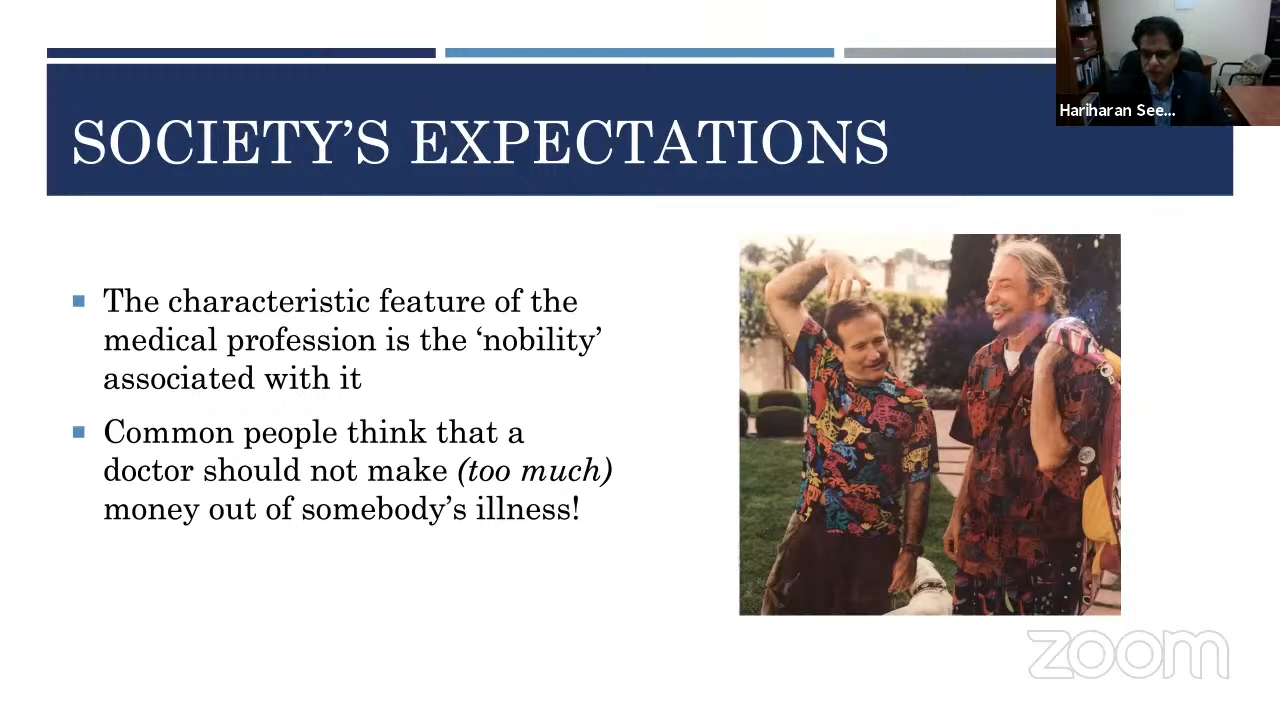 SOCIETY’S EXPECTATIONS
Hariharan See...
The characteristic feature of the
medical profession is the ‘nobility’
associated with it
Common people think that a
doctor should not make (too much)
money out of somebody’s illness!
zoom